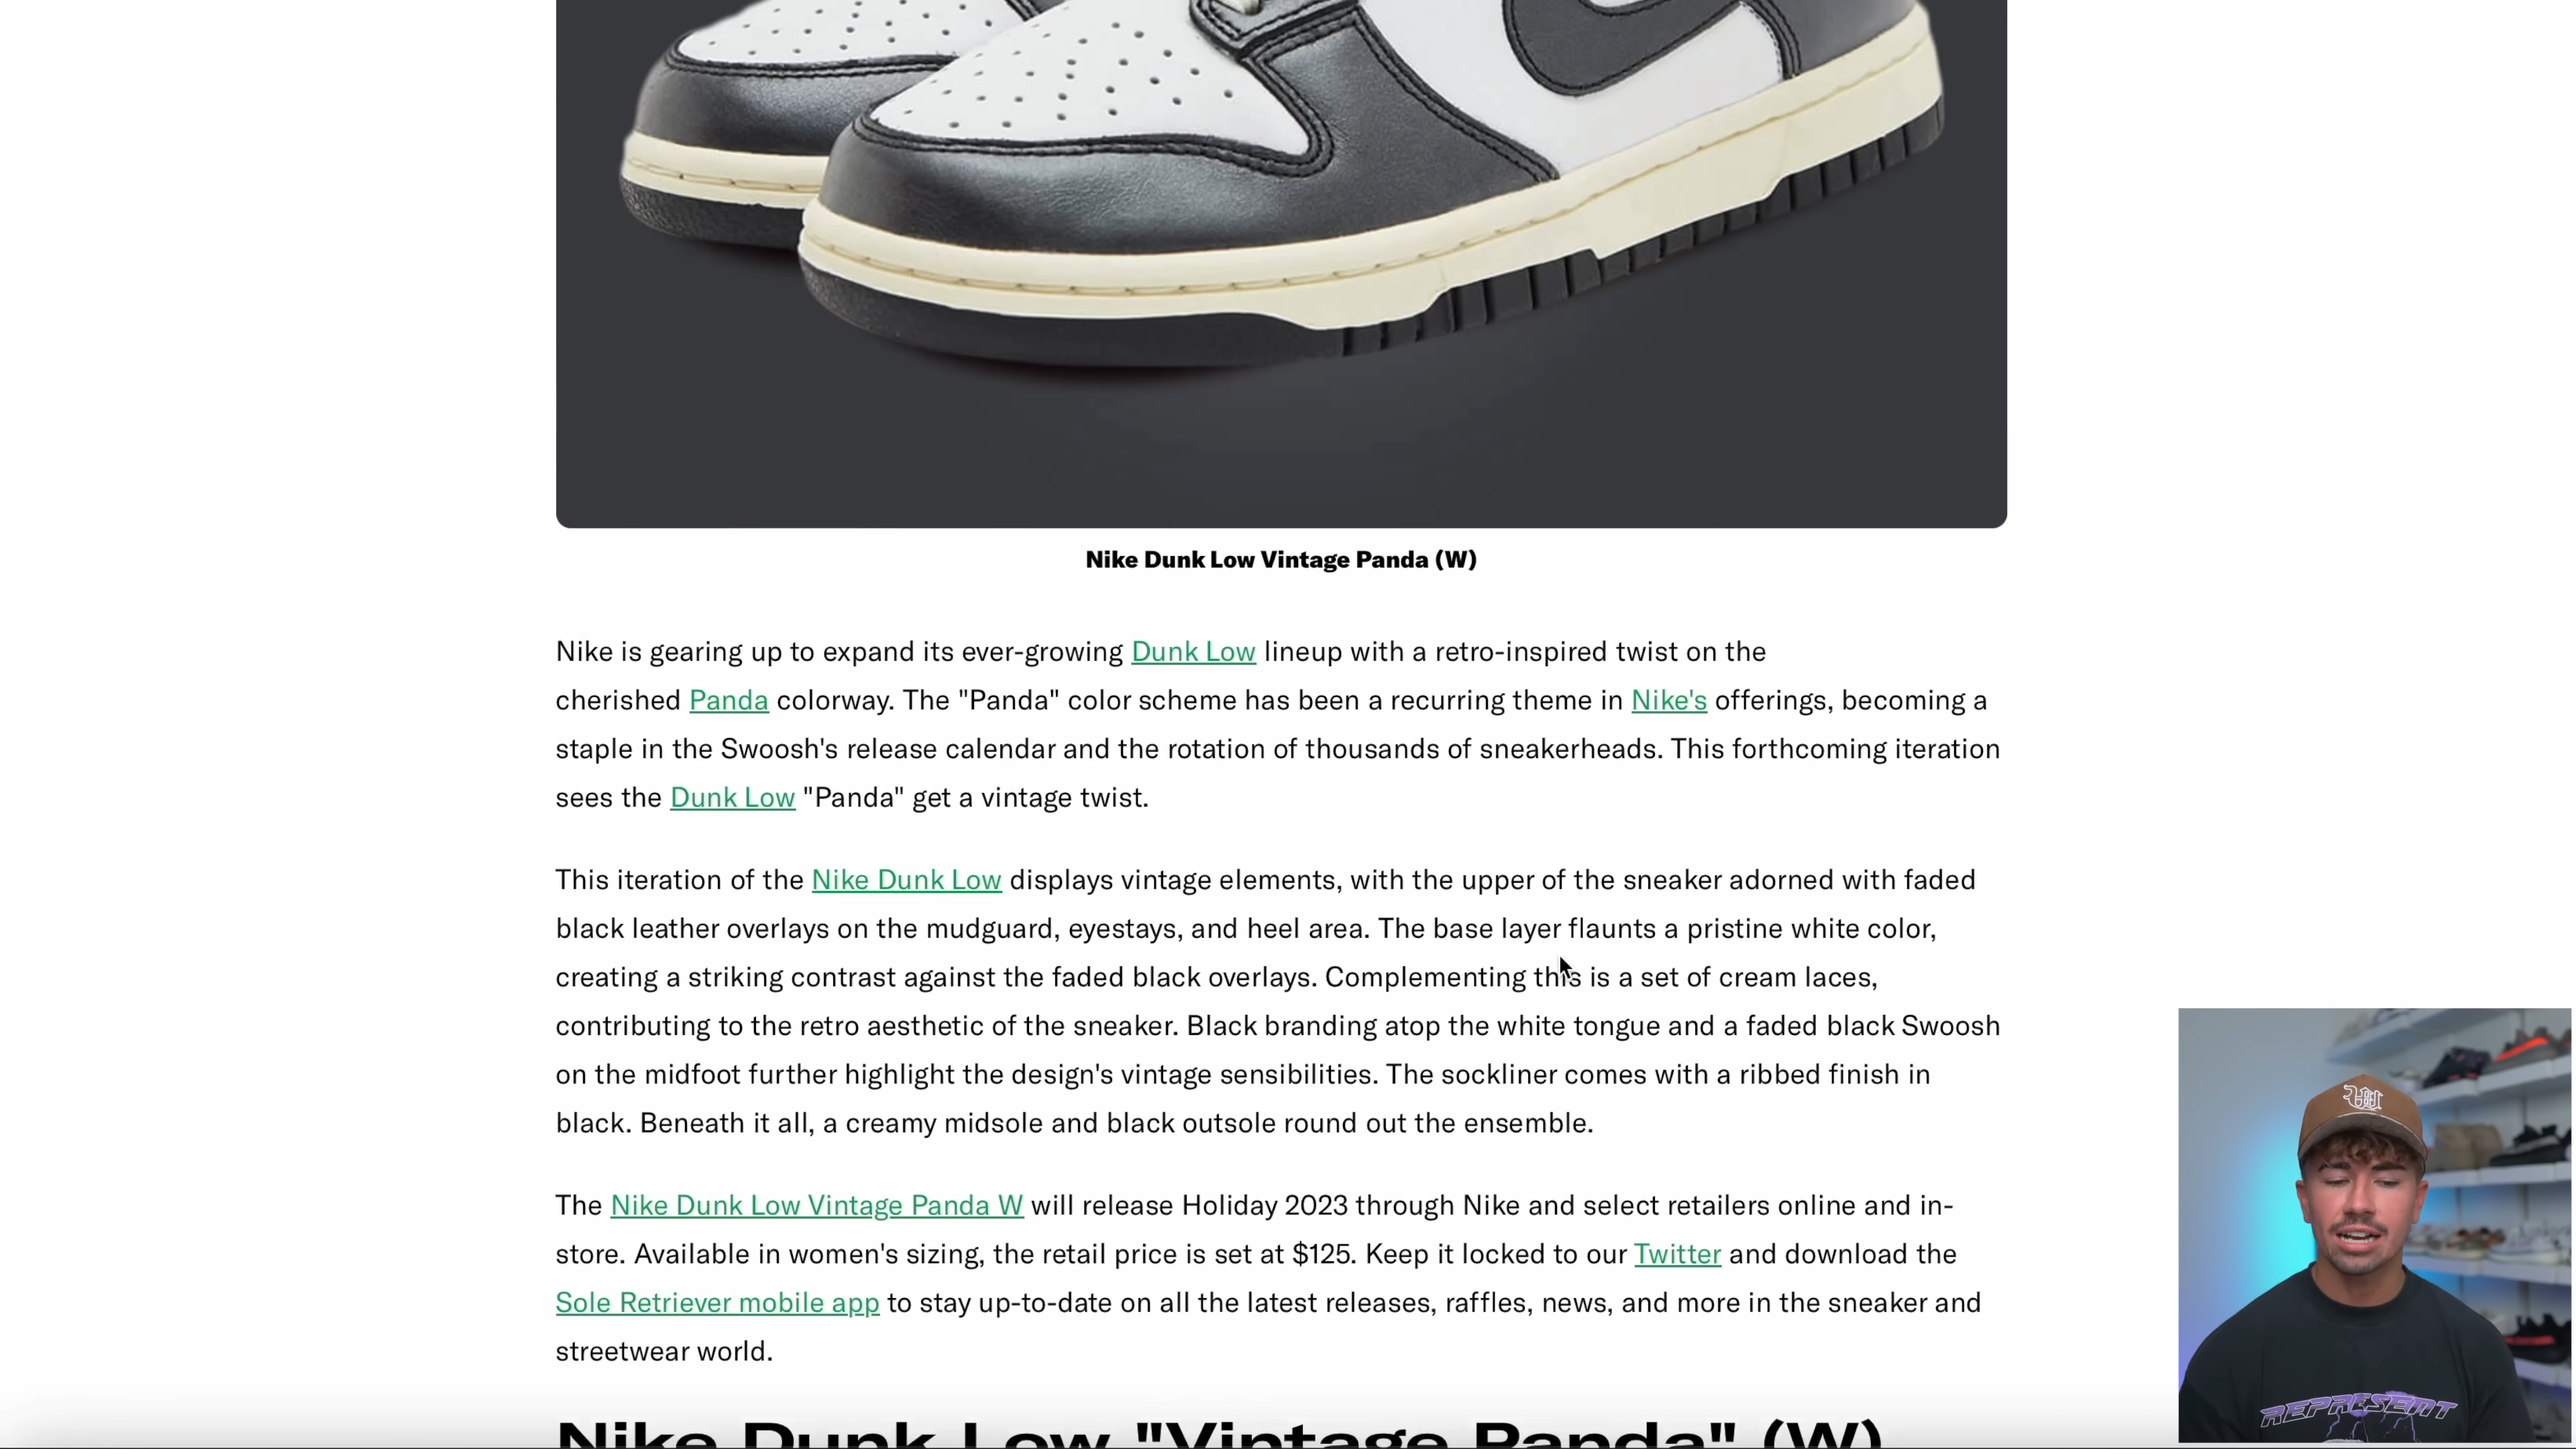 Nike Dunk Low Vintage Panda (W)
Nike is gearing up to expand its ever-growing Dunk Low lineup with a retro-inspired twist on the
cherished Panda colorway. The "Panda" color scheme has been a recurring theme in Nike's offerings, becoming a
staple in the Swoosh's release calendar and the rotation of thousands of sneakerheads. This forthcoming iteration
sees the Dunk Low "Panda" get a vintage twist.
This iteration of the Nike Dunk Low displays vintage elements, with the upper of the sneaker adorned with faded
black leather overlays on the mudguard, eyestays, and heel area. The base layer flaunts a pristine white color,
creating a striking contrast against the faded black overlays. Complementing this is a set of cream laces,
contributing to the retro aesthetic of the sneaker. Black branding atop the white tongue and a faded black Swoosh
on the midfoot further highlight the design's vintage sensibilities. The sockliner comes with a ribbed finish in
black. Beneath it all, a creamy midsole and black outsole round out the ensemble.
The Nike Dunk Low Vintage Panda W will release Holiday 2023 through Nike and select retailers online and in-
store. Available in women's sizing, the retail price is set at $125. Keep it locked to our Twitter and download the
Sole Retriever mobile app to stay up-to-date on all the latest releases, raffles, news, and more in the sneaker and
streetwear world.
Nike Dunk Low "Vintage Panda" (W)
REPRESENT